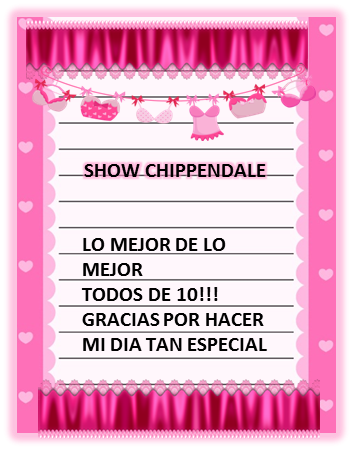 SHOW CHIPPENDALE
LO MEJOR DE LO
MEJOR
TODOS DE 10!!!
GRACIAS POR HACER
MI DIA TAN ESPECIAL